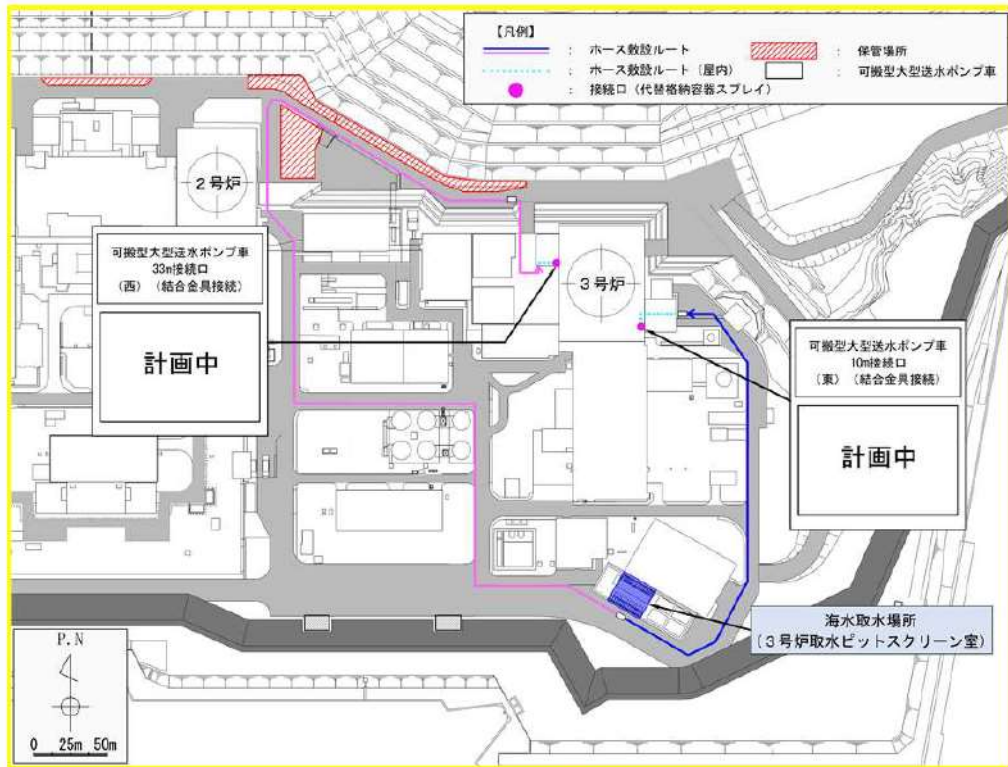 【凡例】
: ホース敷設ルート
: ホース敷設ルート（屋内）
: 接続口（代替格納容器スプレイ）
: 保管場所
: 可搬型大型送水ポンプ車
2号炉
3号炉
可搬型大型送水ポンプ車
33m接続口
（西）（結合金具接続）
計画中
可搬型大型送水ポンプ車
10m接続口
（東）（結合金具接続）
計画中
海水取水場所
（3号炉取水ピットスクリーン室）
P.N
0 25m 50m